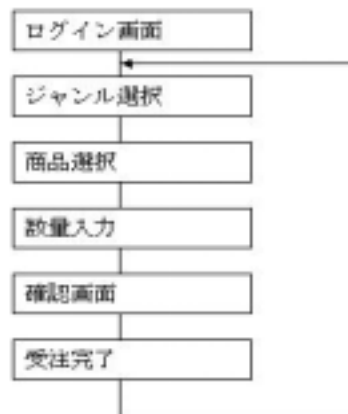 ログイン画面
ジャンル選択
商品選択
数量入力
確認画面
受注完了